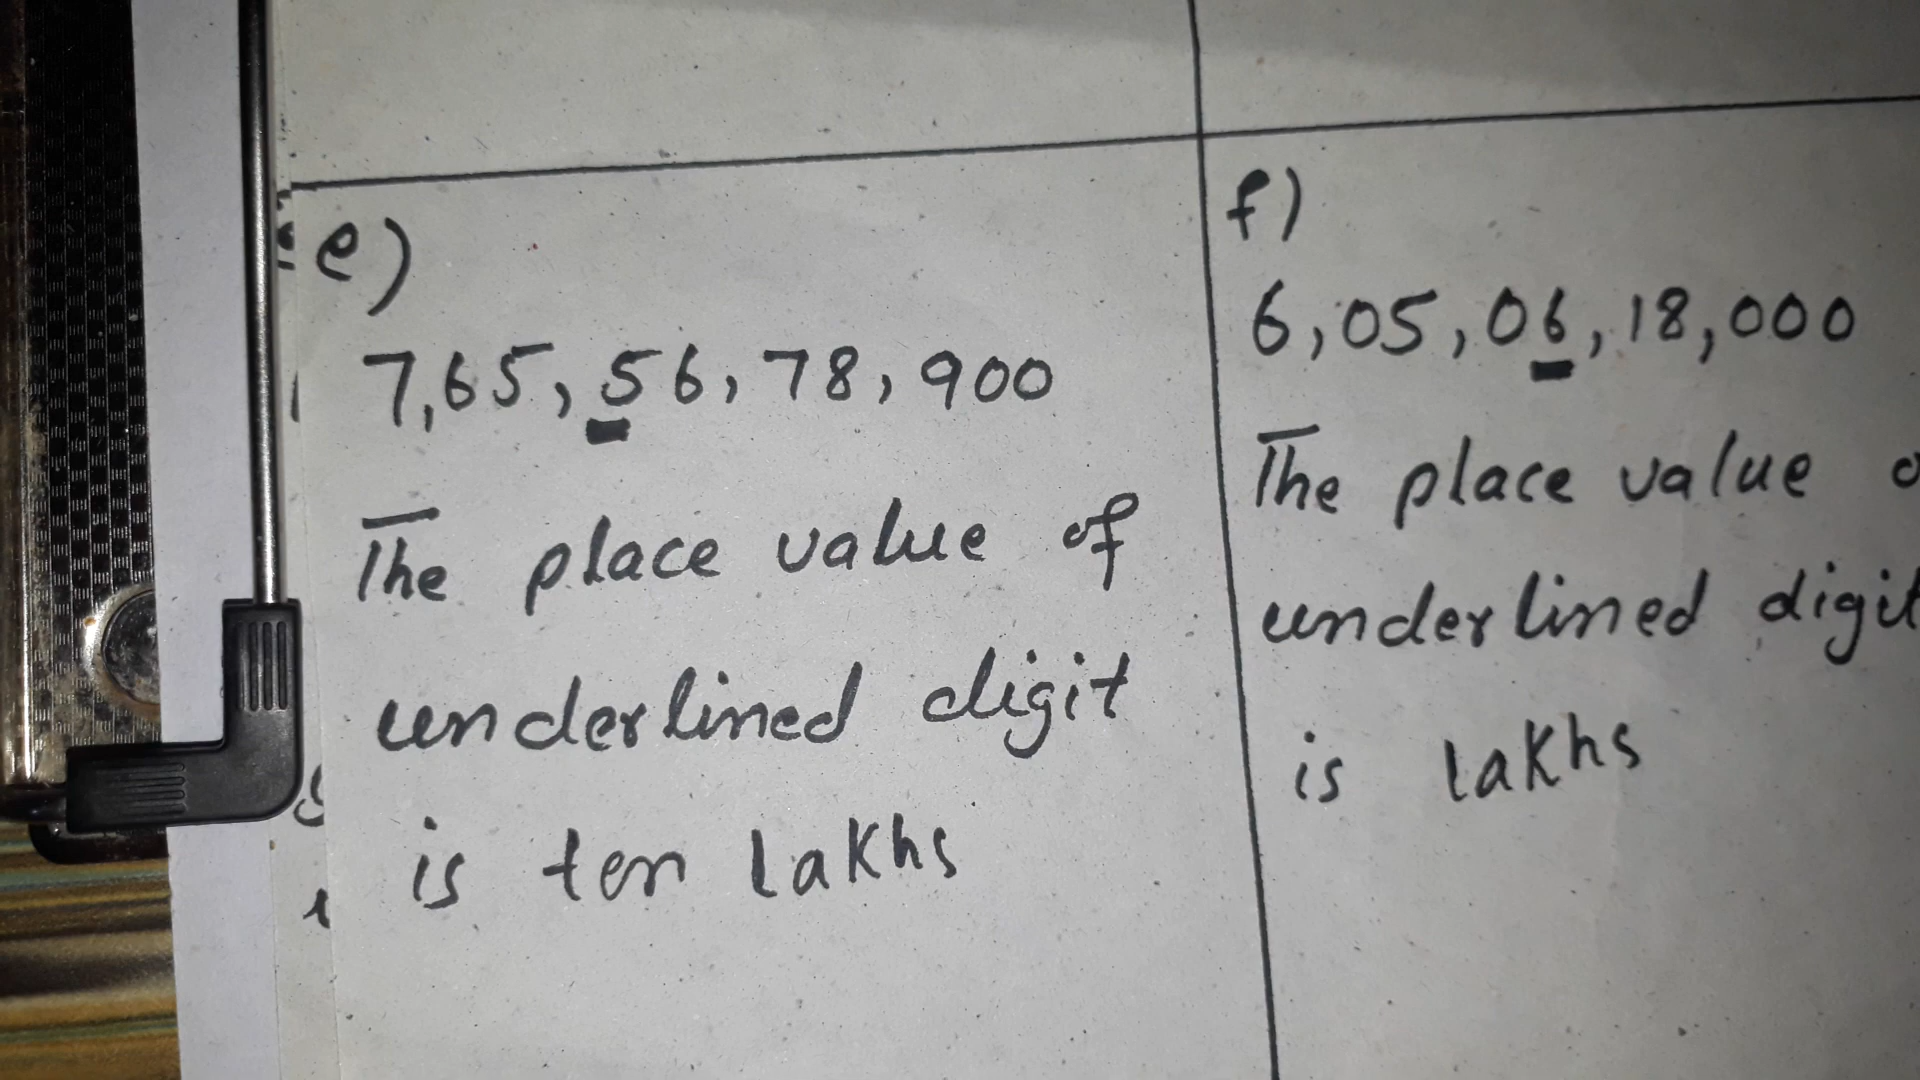 e)
7,65,56,78,900
The place value of
underlined digit
is ten lakhs
f)
6,05,06,18,000
The place value
underlined digit
is lakhs